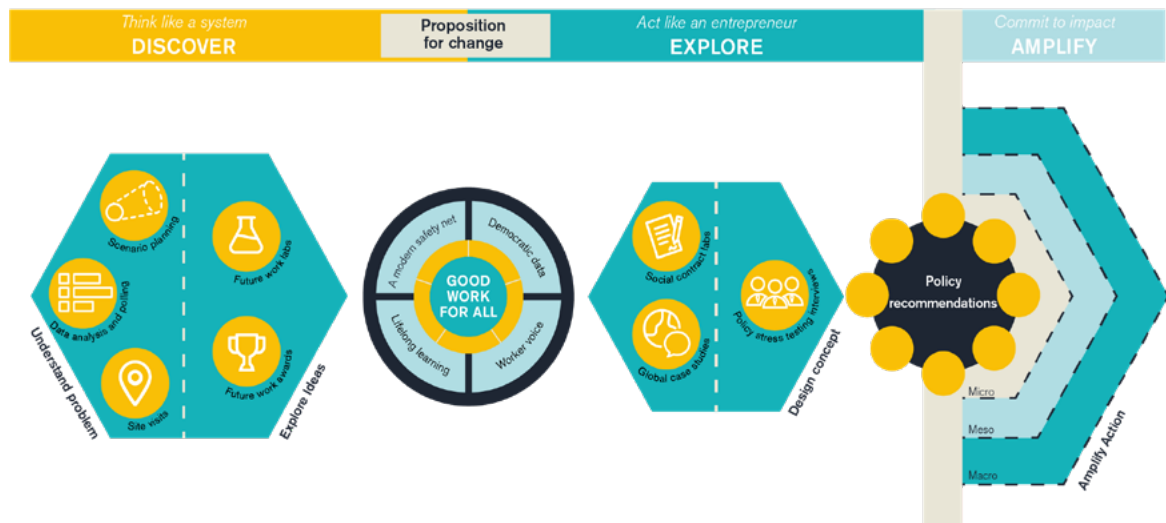 Think like a system
DISCOVER
Proposition
for change
Act like an entrepreneur
EXPLORE
Commit to impact
AMPLIFY
Scenario planning
Data analysis and polling
Site visits
Future work labs
Future work awards
Understand problem
Explore Ideas
A modern safety net
Democratic data
Lifelong learning
Worker voice
GOOD
WORK
FOR ALL
Social contract labs
Global case studies
Policy stress testing interviews
Design concept
Policy
recommendations
Micro
Meso
Macro
Amplify Action